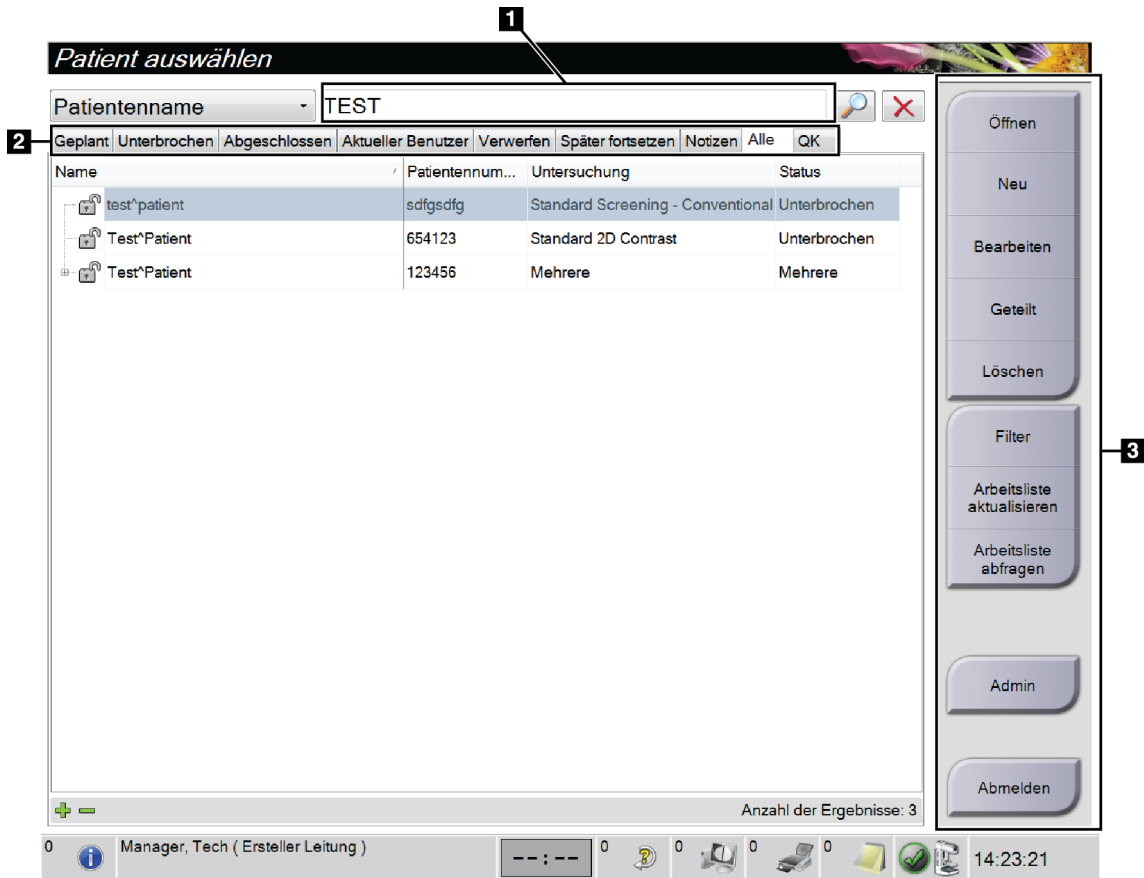 1
Patient auswählen
Patientenname TEST
2
Geplant Unterbrochen Abgeschlossen Aktueller Benutzer Verwerfen Später fortsetzen Notizen Alle QK
Name Patientennum... Untersuchung Status
test^patient sdfgsdfg Standard Screening - Conventional Unterbrochen
Test^Patient 654123 Standard 2D Contrast Unterbrochen
Test^Patient 123456 Mehrere Mehrere
Anzahl der Ergebnisse: 3
Öffnen
Neu
Bearbeiten
Geteilt
Löschen
Filter
3
Arbeitsliste
aktualisieren
Arbeitsliste
abfragen
Admin
Abmelden
0 Manager, Tech ( Ersteller Leitung ) --:-- 0 0 0 0 14:23:21